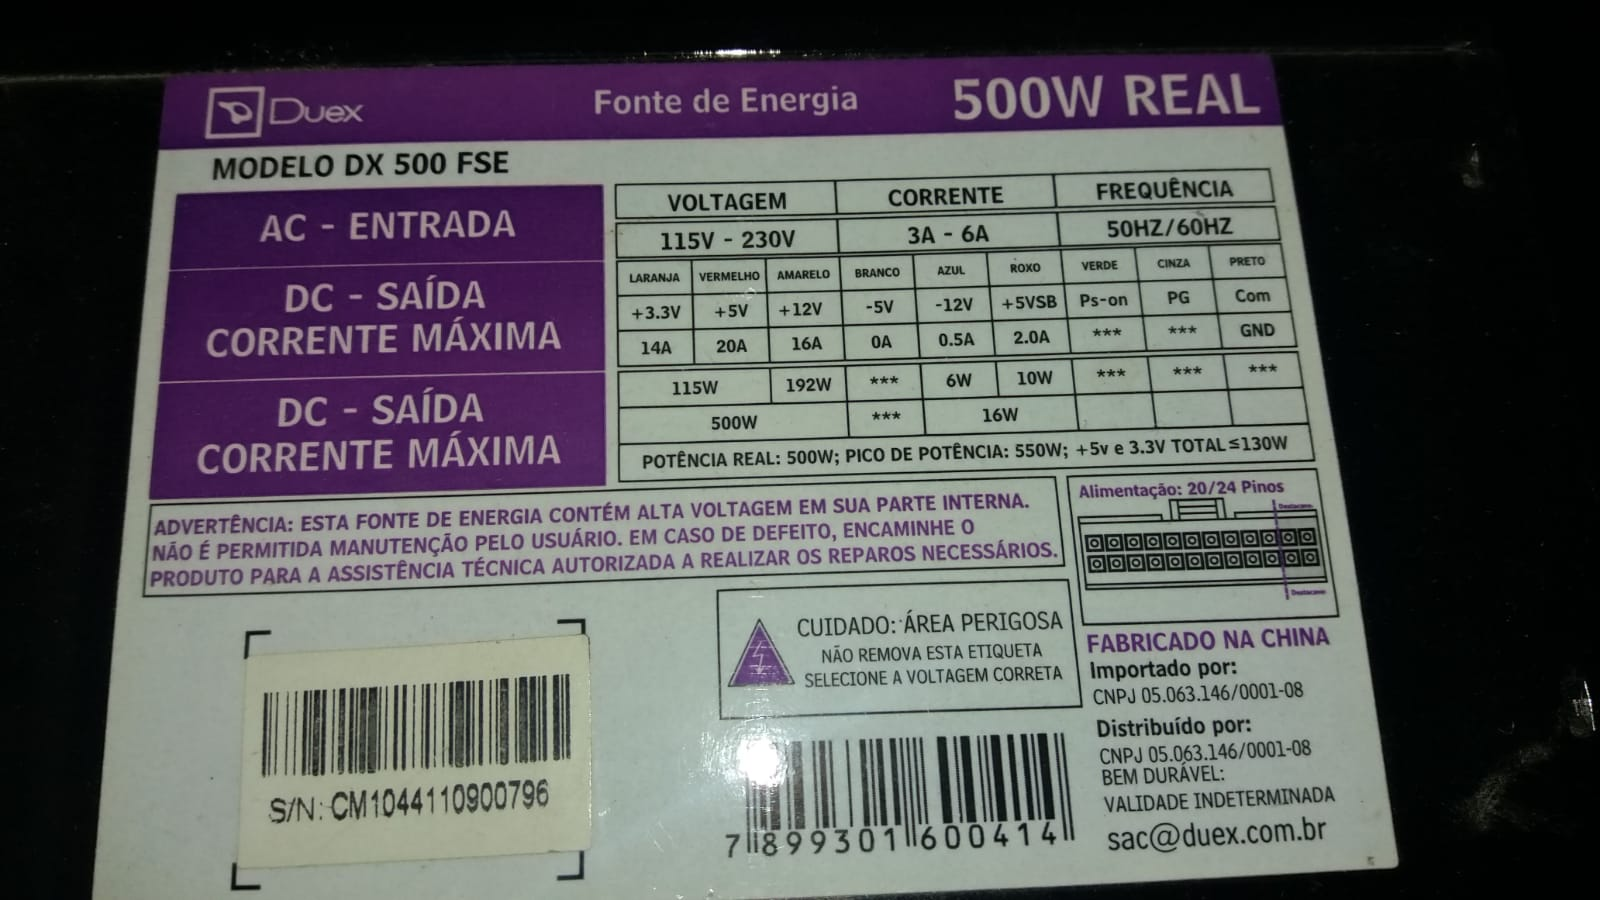 Duex
Fonte de Energia
500W REAL
MODELO DX 500 FSE
AC - ENTRADA
VOLTAGEM CORRENTE FREQUÊNCIA
115V - 230V 3A - 6A 50HZ/60HZ
DC - SAÍDA
CORRENTE MÁXIMA
LARANJA VERMELHO AMARELO BRANCO AZUL ROXO VERDE CINZA PRETO
+3.3V +5V +12V -5V -12V +5VSB Ps-on PG Com
14A 20A 16A 0A 0.5A 2.0A *** *** GND
DC - SAÍDA
CORRENTE MÁXIMA
115W 192W *** 6W 10W *** *** ***
500W *** 16W
POTÊNCIA REAL: 500W; PICO DE POTÊNCIA: 550W; +5v e 3.3V TOTAL≤130W
ADVERTÊNCIA: ESTA FONTE DE ENERGIA CONTÉM ALTA VOLTAGEM EM SUA PARTE INTERNA.
NÃO É PERMITIDA MANUTENÇÃO PELO USUÁRIO. EM CASO DE DEFEITO, ENCAMINHE O
PRODUTO PARA A ASSISTÊNCIA TÉCNICA AUTORIZADA A REALIZAR OS REPAROS NECESSÁRIOS.
Alimentação: 20/24 Pinos
CUIDADO: ÁREA PERIGOSA
NÃO REMOVA ESTA ETIQUETA
SELECIONE A VOLTAGEM CORRETA
FABRICADO NA CHINA
Importado por:
CNPJ 05.063.146/0001-08
Distribuído por:
CNPJ 05.063.146/0001-08
BEM DURÁVEL:
VALIDADE INDETERMINADA
sac@duex.com.br
S/N: CM1044110900796
7 899301 600414